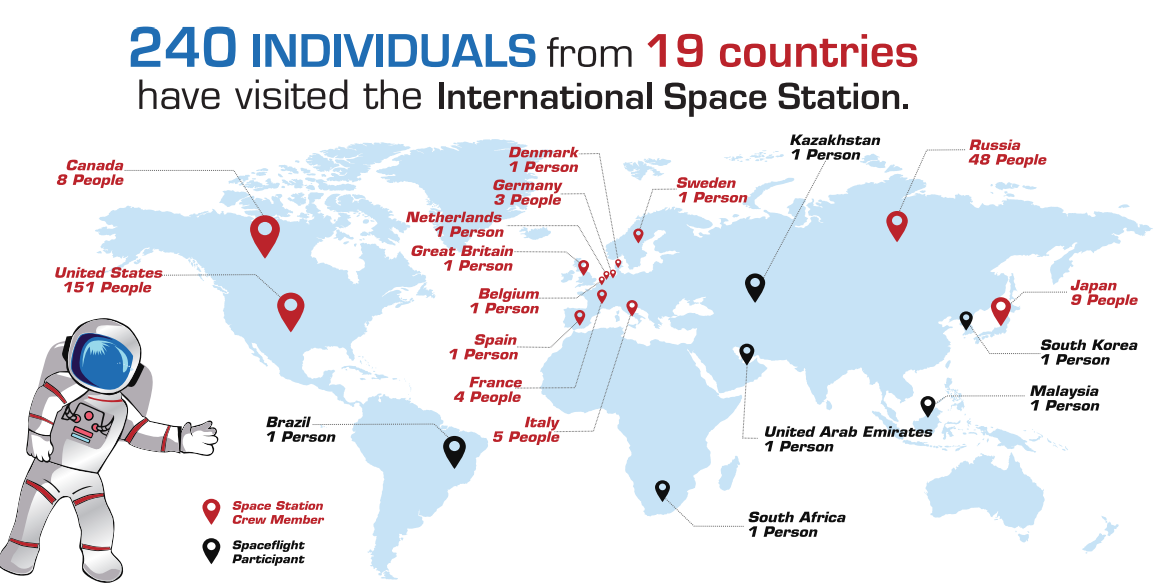 240 INDIVIDUALS from 19 countries
have visited the International Space Station.
Canada
8 People
United States
151 People
Denmark
1 Person
Germany
3 People
Netherlands
1 Person
Great Britain
1 Person
Belgium
1 Person
Spain
1 Person
France
4 People
Italy
5 People
Sweden
1 Person
Kazakhstan
1 Person
Russia
48 People
Japan
9 People
South Korea
1 Person
Malaysia
1 Person
United Arab Emirates
1 Person
South Africa
1 Person
Brazil
1 Person
Space Station
Crew Member
Spaceflight
Participant